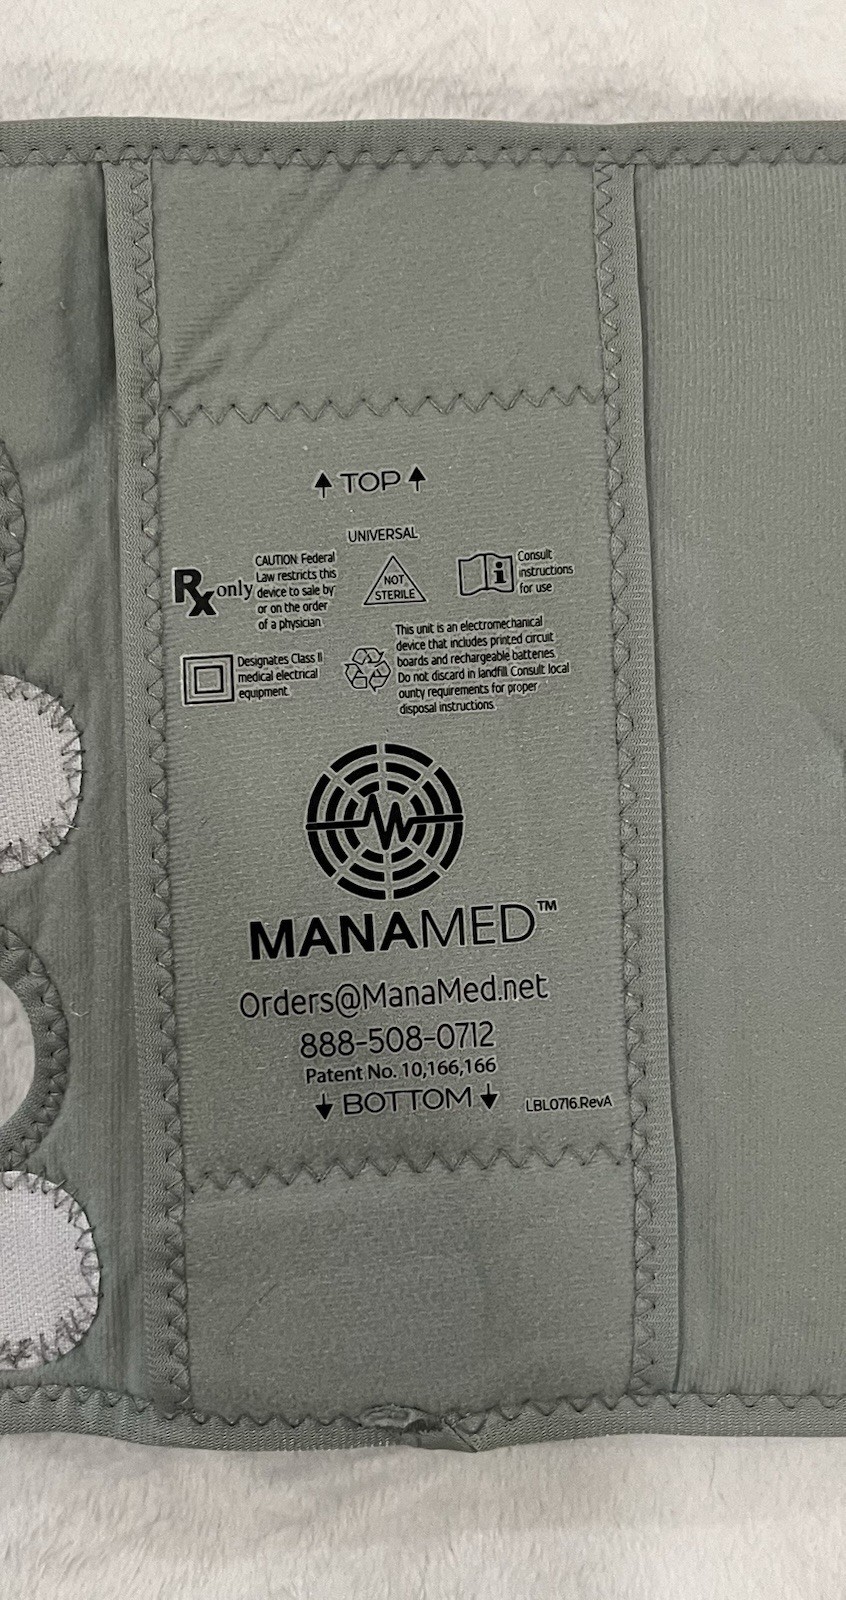 TOP
UNIVERSAL
Rx only
CAUTION: Federal
Law restricts this
device to sale by
or on the order
of a physician
NOT
STERILE
i
Consult
instructions
for use
Designates Class II
medical electrical
equipment
This unit is an electromechanical
device that includes printed circuit
boards and rechargeable batteries.
Do not discard in landfill Consult local
ounty requirements for proper
disposal instructions.
MANAMED™
Orders@ManaMed.net
888-508-0712
Patent No. 10,166,166
BOTTOM
LBL0716.RevA